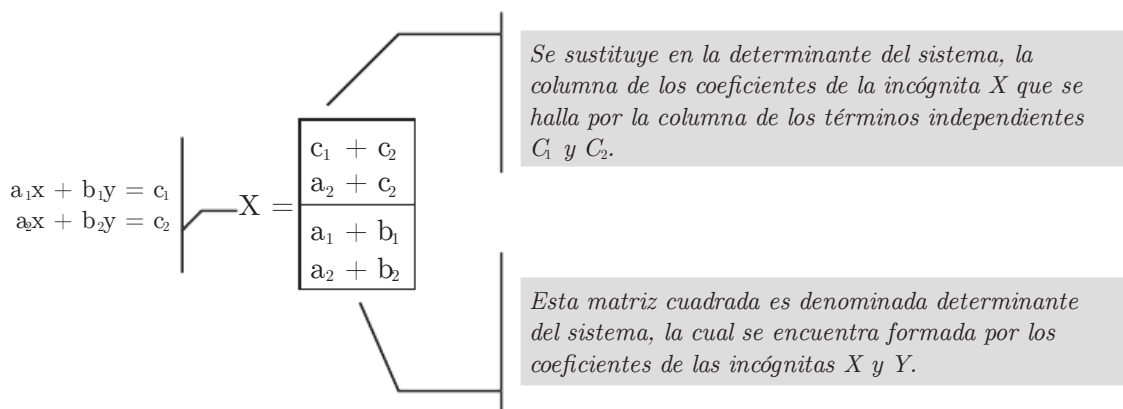 Se sustituye en la determinante del sistema, la
columna de los coeficientes de la incógnita X que se
halla por la columna de los términos independientes
C₁ y C₂.
a₁x + b₁y = c₁
a₂x + b₂y = c₂
X =
c₁ + c₂
a₂ + c₂
a₁ + b₁
a₂ + b₂
Esta matriz cuadrada es denominada determinante
del sistema, la cual se encuentra formada por los
coeficientes de las incógnitas X y Y.